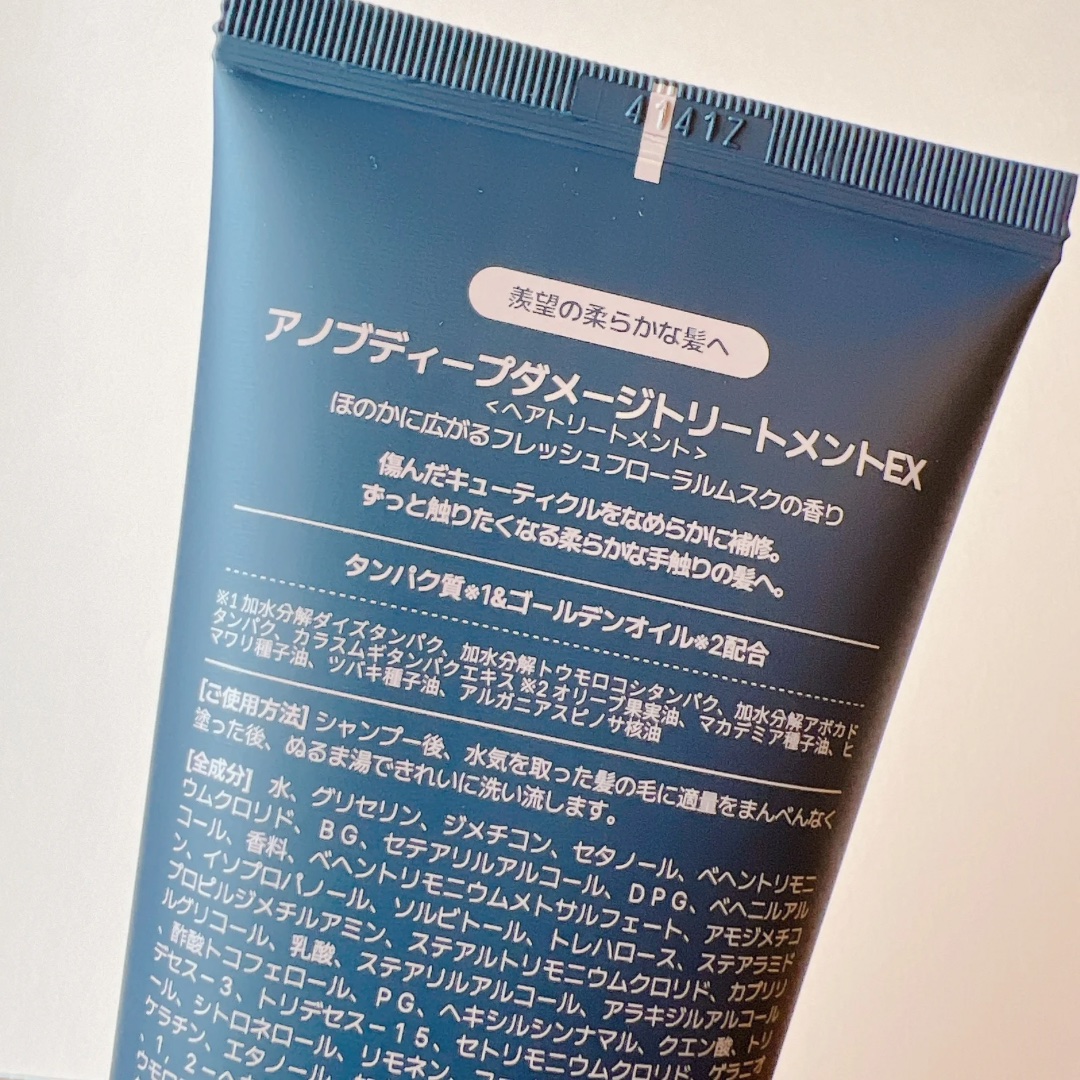 4141Z
羨望の柔らかな髪へ
アノブディープダメージトリートメントEX
<ヘアトリートメント>
ほのかに広がるフレッシュフローラルムスクの香り
傷んだキューティクルをなめらかに補修。
ずっと触りたくなる柔らかな手触りの髪へ。
タンパク質※1&ゴールデンオイル※2配合
※1 加水分解ダイズタンパク、加水分解トウモロコシタンパク、加水分解アボカド
タンパク、カラスムギタンパクエキス ※2 オリーブ果実油、マカデミア種子油、ヒ
マワリ種子油、ツバキ種子油、アルガニアスピノサ核油
[ご使用方法] シャンプー後、水気を取った髪の毛に適量をまんべんなく
塗った後、ぬるま湯できれいに洗い流します。
[全成分] 水、グリセリン、ジメチコン、セタノール、ベヘントリモニ
ウムクロリド、BG、セテアリルアルコール、DPG、ベヘニルアル
コール、香料、ベヘントリモニウムメトサルフェート、アモジメチコ
ン、イソプロパノール、ソルビトール、トレハロース、ステアラミド
プロピルジメチルアミン、ステアルトリモニウムクロリド、カプリリ
ルグリコール、乳酸、ステアリルアルコール、アラキジルアルコール
、酢酸トコフェロール、PG、ヘキシルシンナマル、クエン酸、トリ
デセス-3、トリデセス-15、セトリモニウムクロリド、ゲラニオ
ール、シトロネロール、リモネン、
ケラチン、エタノール、
、1,2-ヘキ